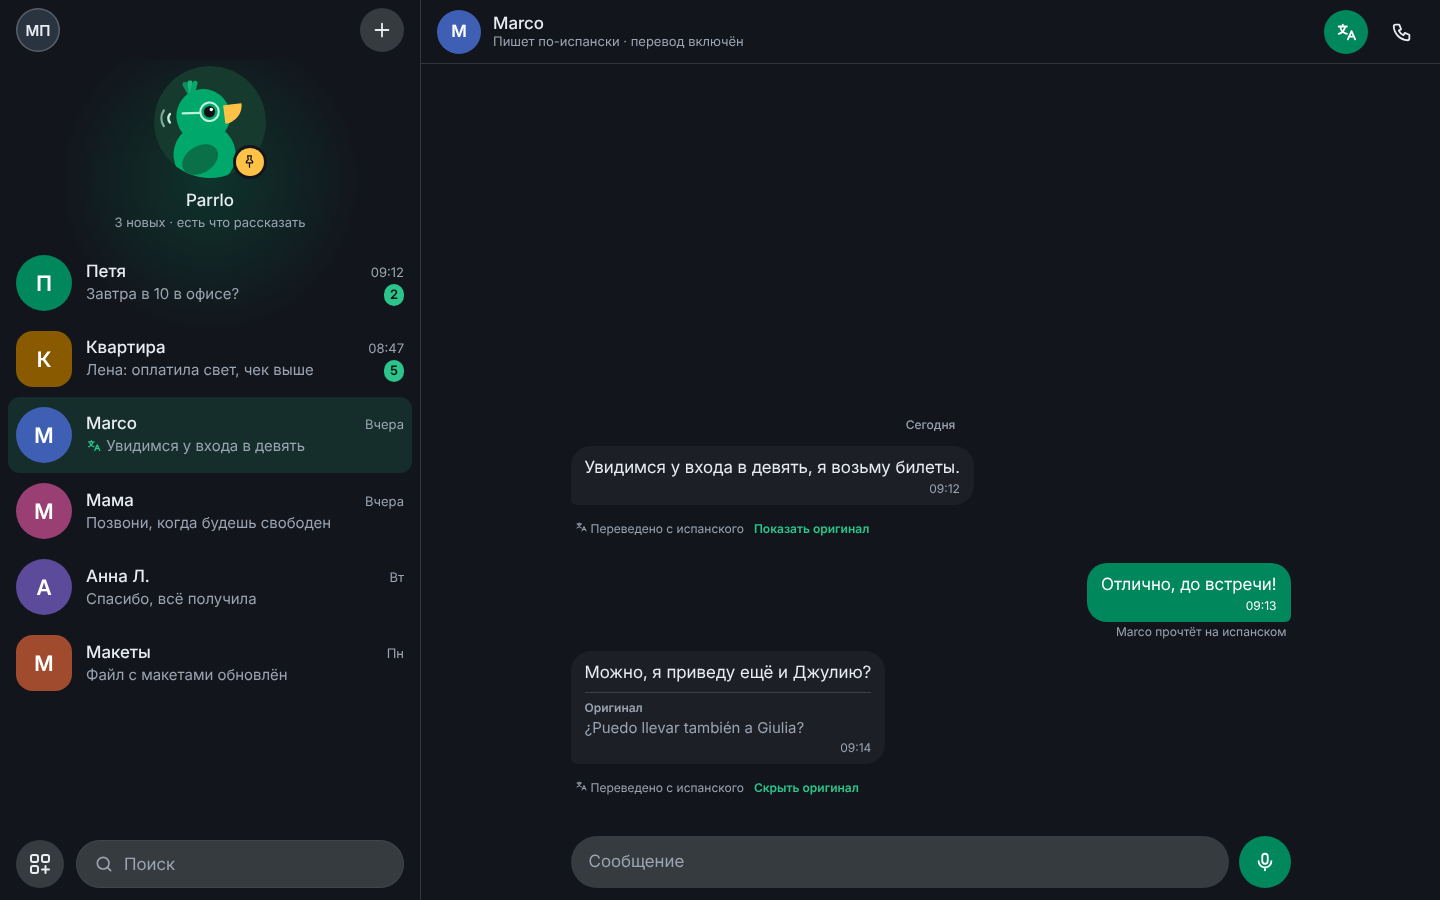 МП
Parrlo
3 новых · есть что рассказать
П
Петя
09:12
Завтра в 10 в офисе?
2
К
Квартира
08:47
Лена: оплатила свет, чек выше
5
M
Marco
Вчера
Увидимся у входа в девять
М
Мама
Вчера
Позвони, когда будешь свободен
А
Анна Л.
Вт
Спасибо, всё получила
М
Макеты
Пн
Файл с макетами обновлён
Поиск
M
Marco
Пишет по-испански · перевод включён
Сегодня
Увидимся у входа в девять, я возьму билеты.
09:12
Переведено с испанского Показать оригинал
Отлично, до встречи!
09:13
Marco прочтёт на испанском
Можно, я приведу ещё и Джулию?
Оригинал
¿Puedo llevar también a Giulia?
09:14
Переведено с испанского Скрыть оригинал
Сообщение